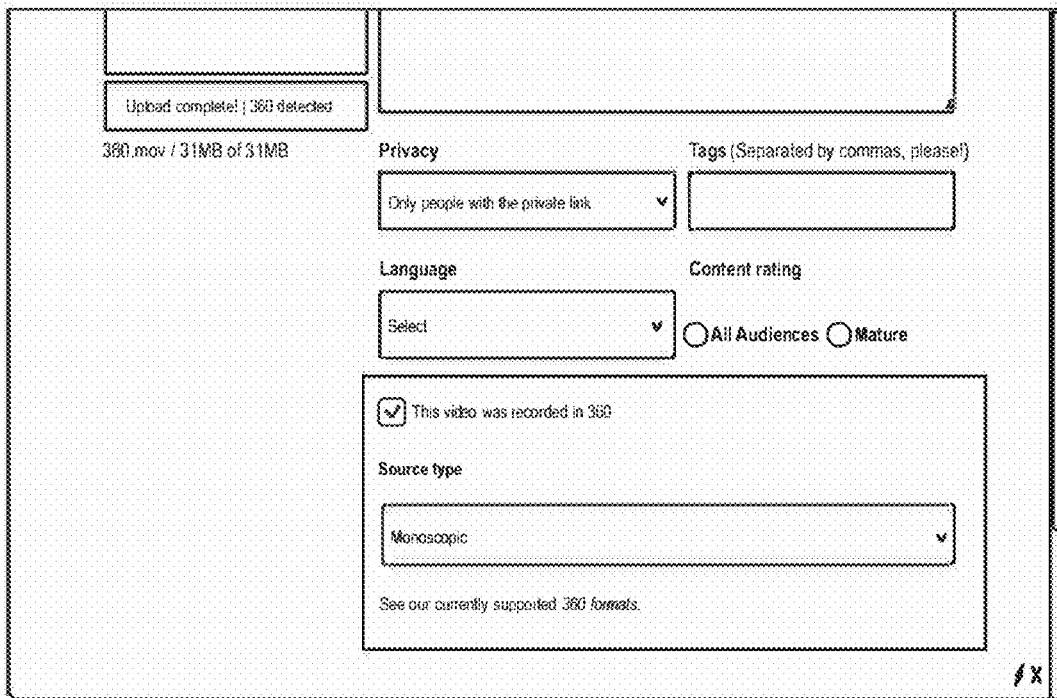 Upload complete! | 360 detected
360.mov / 31MB of 31MB
Privacy
Tags (Separated by commas, please!)
Only people with the private link
Language
Content rating
Select
All Audiences
Mature
This video was recorded in 360
Source type
Monoscopic
See our currently supported 360 formats.
X